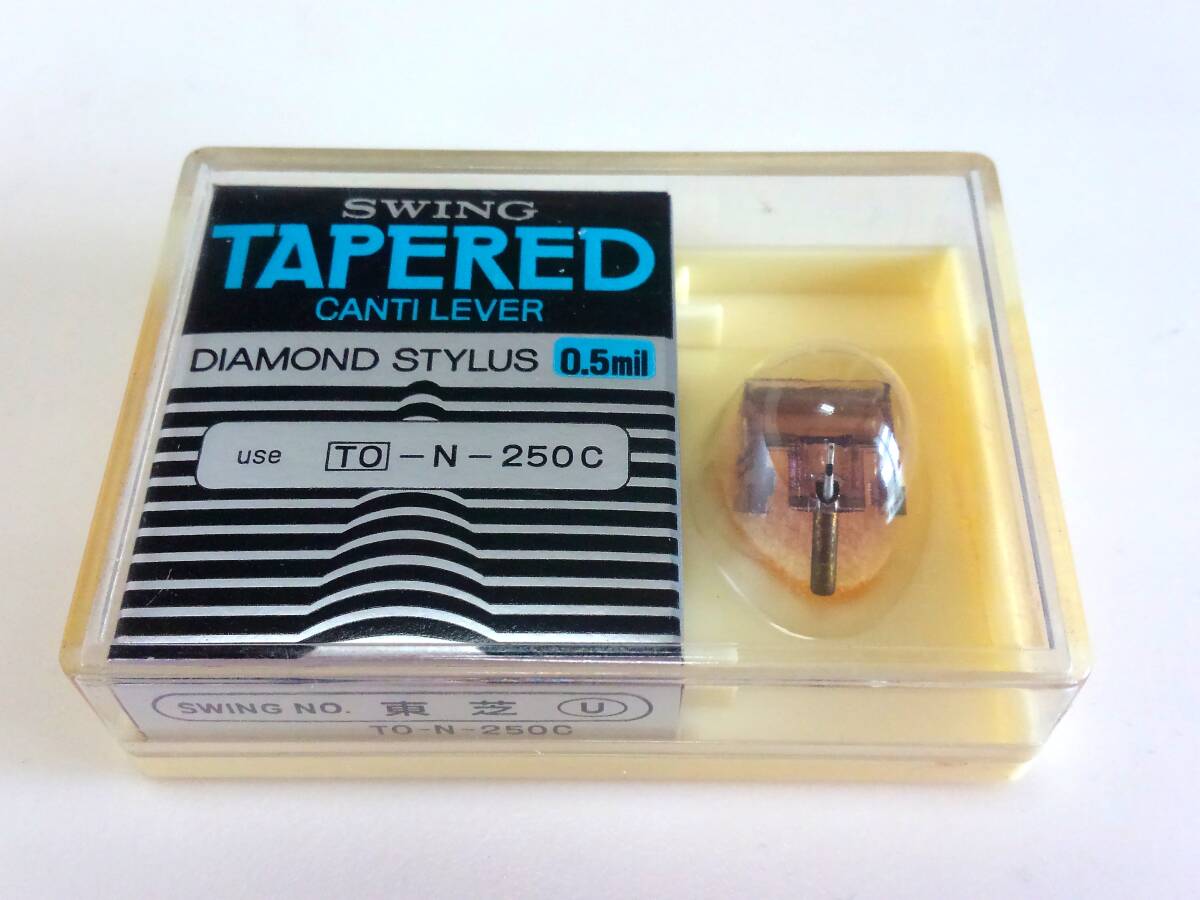 SWING
TAPERED
CANTI LEVER
DIAMOND STYLUS 0.5mil
use TO-N-250C
SWING NO. 東芝 U
TO-N-250C